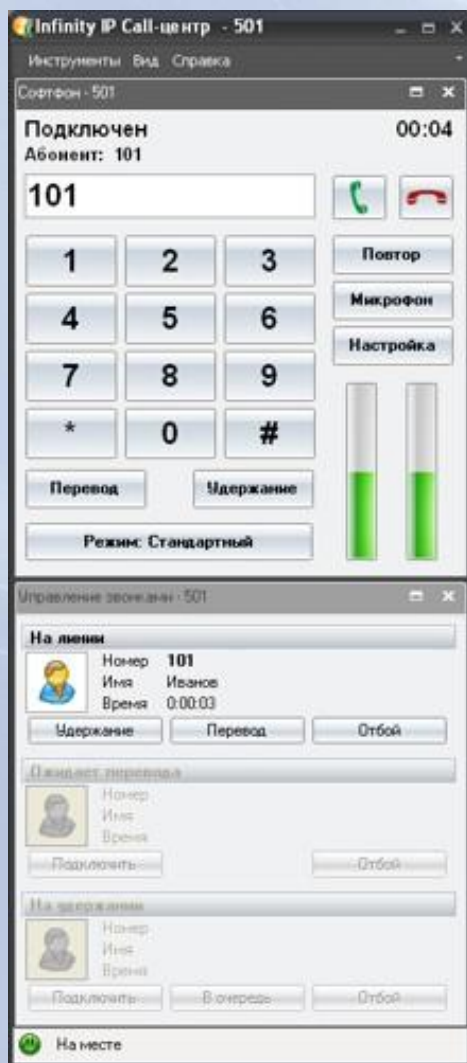 Infinity IP Call-центр - 501
Инструменты Вид Справка
Софтфон - 501
Подключен 00:04
Абонент: 101
101
1 2 3 Повтор
4 5 6 Микрофон
Настройка
7 8 9
* 0 #
Перевод Удержание
Режим: Стандартный
Управление звонками - 501
На линии
Номер 101
Имя Иванов
Время 0:00:03
Удержание Перевод Отбой
Ожидает перевода
Номер
Имя
Время
Подключить Отбой
На удержании
Номер
Имя
Время
Подключить В очередь Отбой
На месте